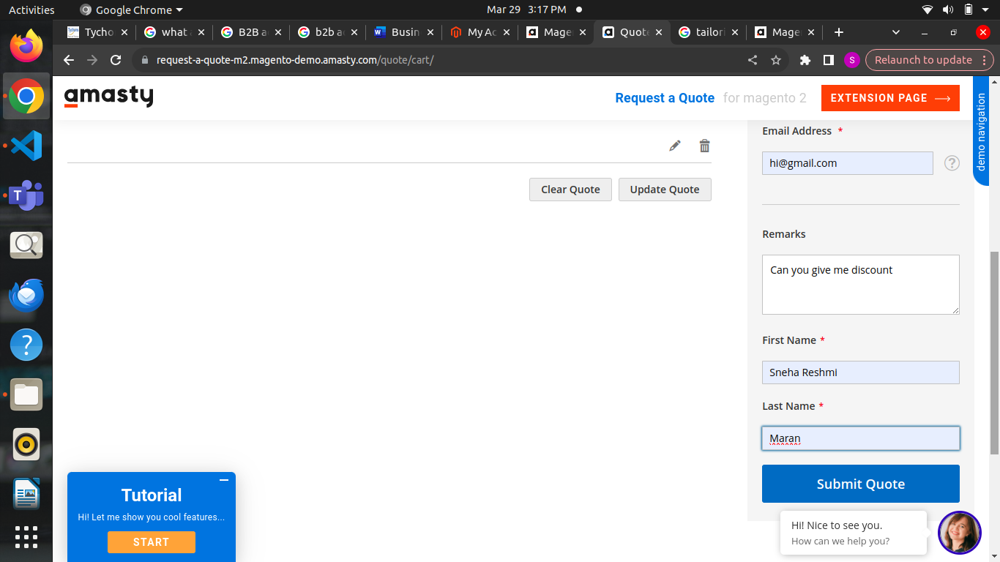 Activities
Google Chrome
Mar 29 3:17 PM
Tycho
what
B2B a
b2b a
Busin
My Ac
Mage
Quot
tailori
Mage
request-a-quote-m2.magento-demo.amasty.com/quote/cart/
S
Relaunch to update
amasty
Request a Quote for magento 2
EXTENSION PAGE
demo navigation
Email Address *
hi@gmail.com
?
Clear Quote
Update Quote
Remarks
Can you give me discount
First Name *
Sneha Reshmi
Last Name *
Maran
Submit Quote
Tutorial
Hi! Let me show you cool features...
START
Hi! Nice to see you.
How can we help you?